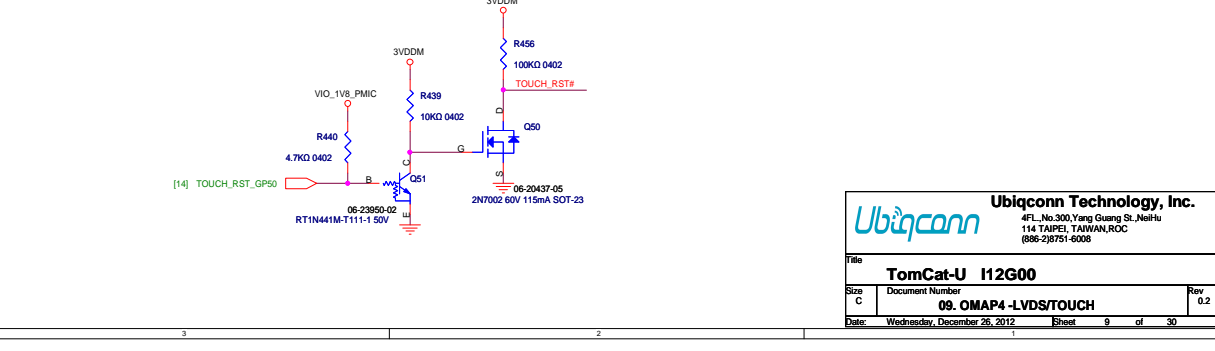 3VDDM
R456
100KΩ 0402
TOUCH_RST#
3VDDM
R439
10KΩ 0402
VIO_1V8_PMIC
R440
4.7KΩ 0402
D
Q50
G
S
06-20437-05
2N7002 60V 115mA SOT-23
[14] TOUCH_RST_GP50
B
C
Q51
E
06-23950-02
RT1N441M-T111-1 50V
Ubiqconn
Ubiqconn Technology, Inc.
4FL.,No.300,Yang Guang St.,NeiHu
114 TAIPEI, TAIWAN,ROC
(886-2)8751-6008
Title
TomCat-U I12G00
Size
C
Document Number
09. OMAP4 -LVDS/TOUCH
Rev
0.2
Date: Wednesday, December 26, 2012 Sheet 9 of 30
3 2 1